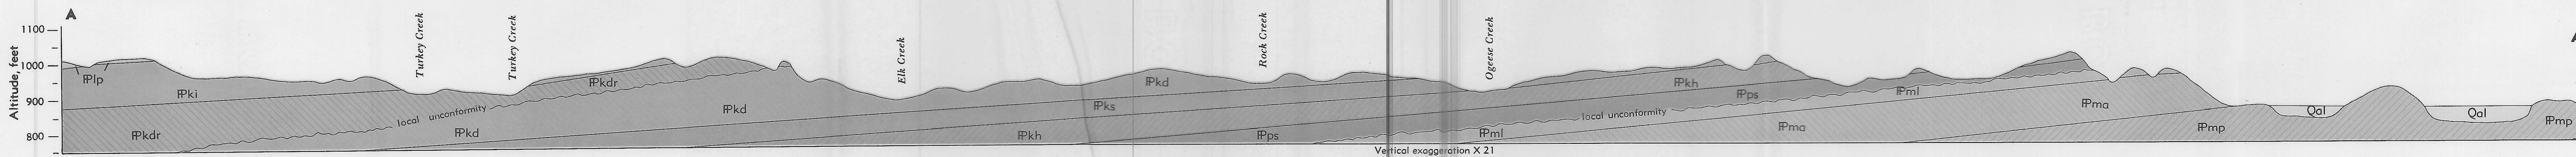 A
Turkey Creek
Turkey Creek
Elk Creek
Rock Creek
Ogeese Creek
Altitude, feet
1100
1000
900
800
ℙlp
ℙki
ℙkdr
local unconformity
ℙkd
ℙkdr
ℙkd
ℙks
ℙkh
ℙkd
ℙps
ℙml
local unconformity
ℙkh
ℙps
ℙml
ℙma
ℙma
ℙmp
Qal
Qal
ℙmp
Vertical exaggeration X 21